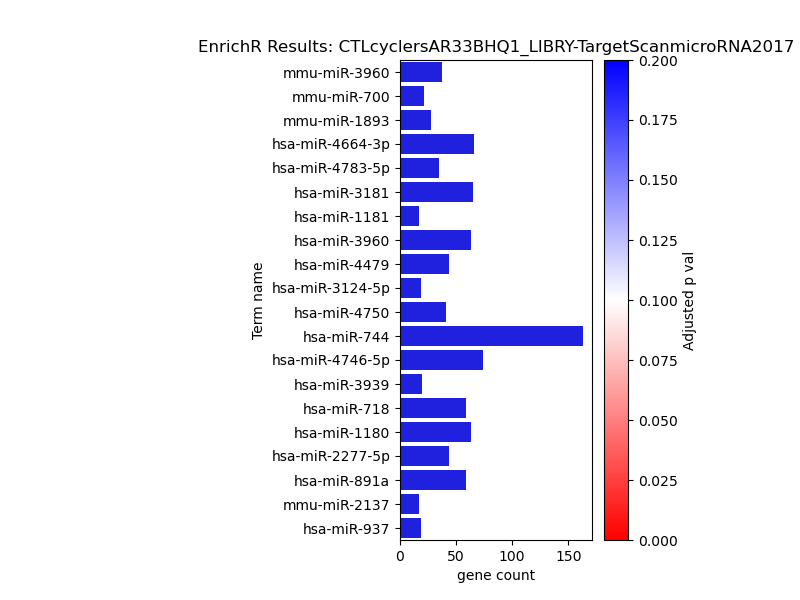 EnrichR Results: CTLcyclersAR33BHQ1_LIBRY-TargetScanmicroRNA2017
mmu-miR-3960
mmu-miR-700
mmu-miR-1893
hsa-miR-4664-3p
hsa-miR-4783-5p
hsa-miR-3181
hsa-miR-1181
hsa-miR-3960
hsa-miR-4479
hsa-miR-3124-5p
hsa-miR-4750
hsa-miR-744
hsa-miR-4746-5p
hsa-miR-3939
hsa-miR-718
hsa-miR-1180
hsa-miR-2277-5p
hsa-miR-891a
mmu-miR-2137
hsa-miR-937
Term name
0 50 100 150
gene count
0.200
0.175
0.150
0.125
0.100
0.075
0.050
0.025
0.000
Adjusted p val